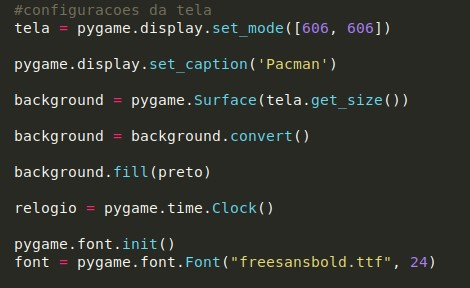 #configuracoes da tela
tela = pygame.display.set_mode([606, 606])
pygame.display.set_caption('Pacman')
background = pygame.Surface(tela.get_size())
background = background.convert()
background.fill(preto)
relogio = pygame.time.Clock()
pygame.font.init()
font = pygame.font.Font("freesansbold.ttf", 24)